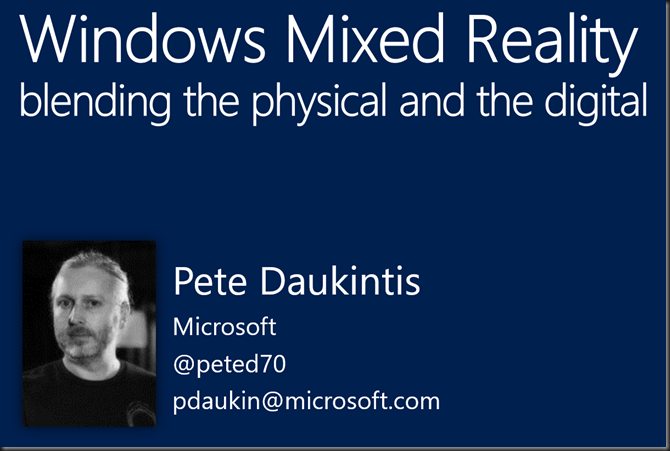 Windows Mixed Reality
blending the physical and the digital
Pete Daukintis
Microsoft
@peted70
pdaukin@microsoft.com